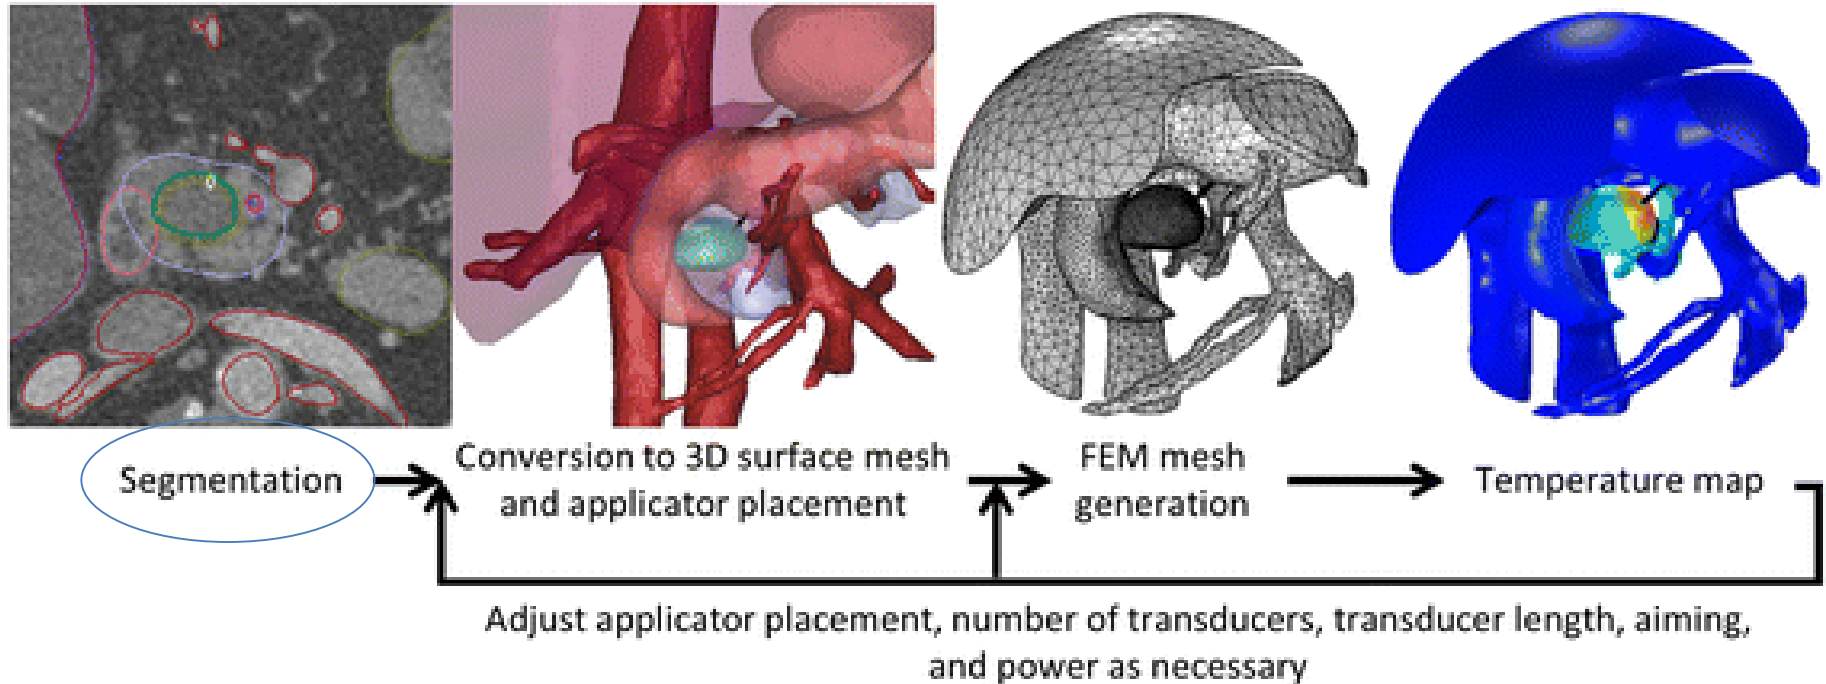 Segmentation
Conversion to 3D surface mesh
and applicator placement
FEM mesh
generation
Temperature map
Adjust applicator placement, number of transducers, transducer length, aiming,
and power as necessary